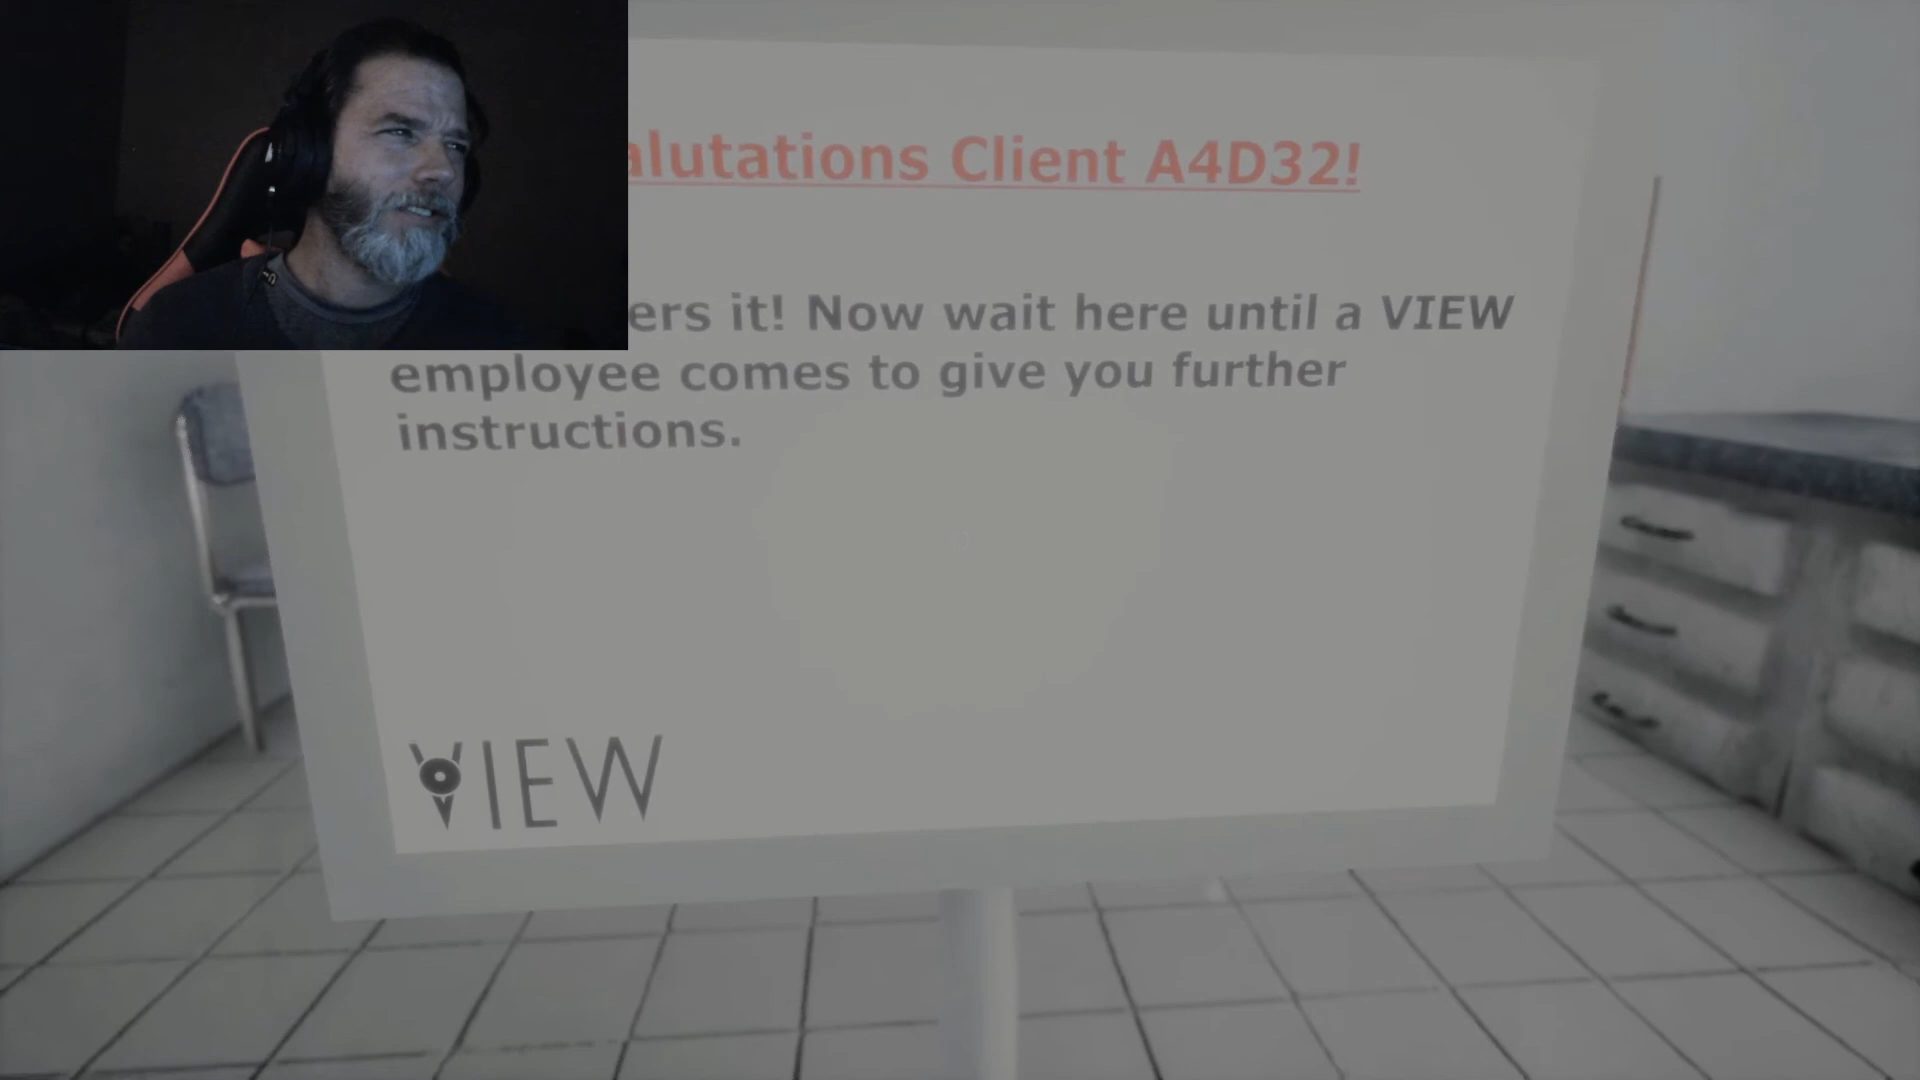 alutations Client A4D32!
ers it! Now wait here until a VIEW
employee comes to give you further
instructions.
VIEW